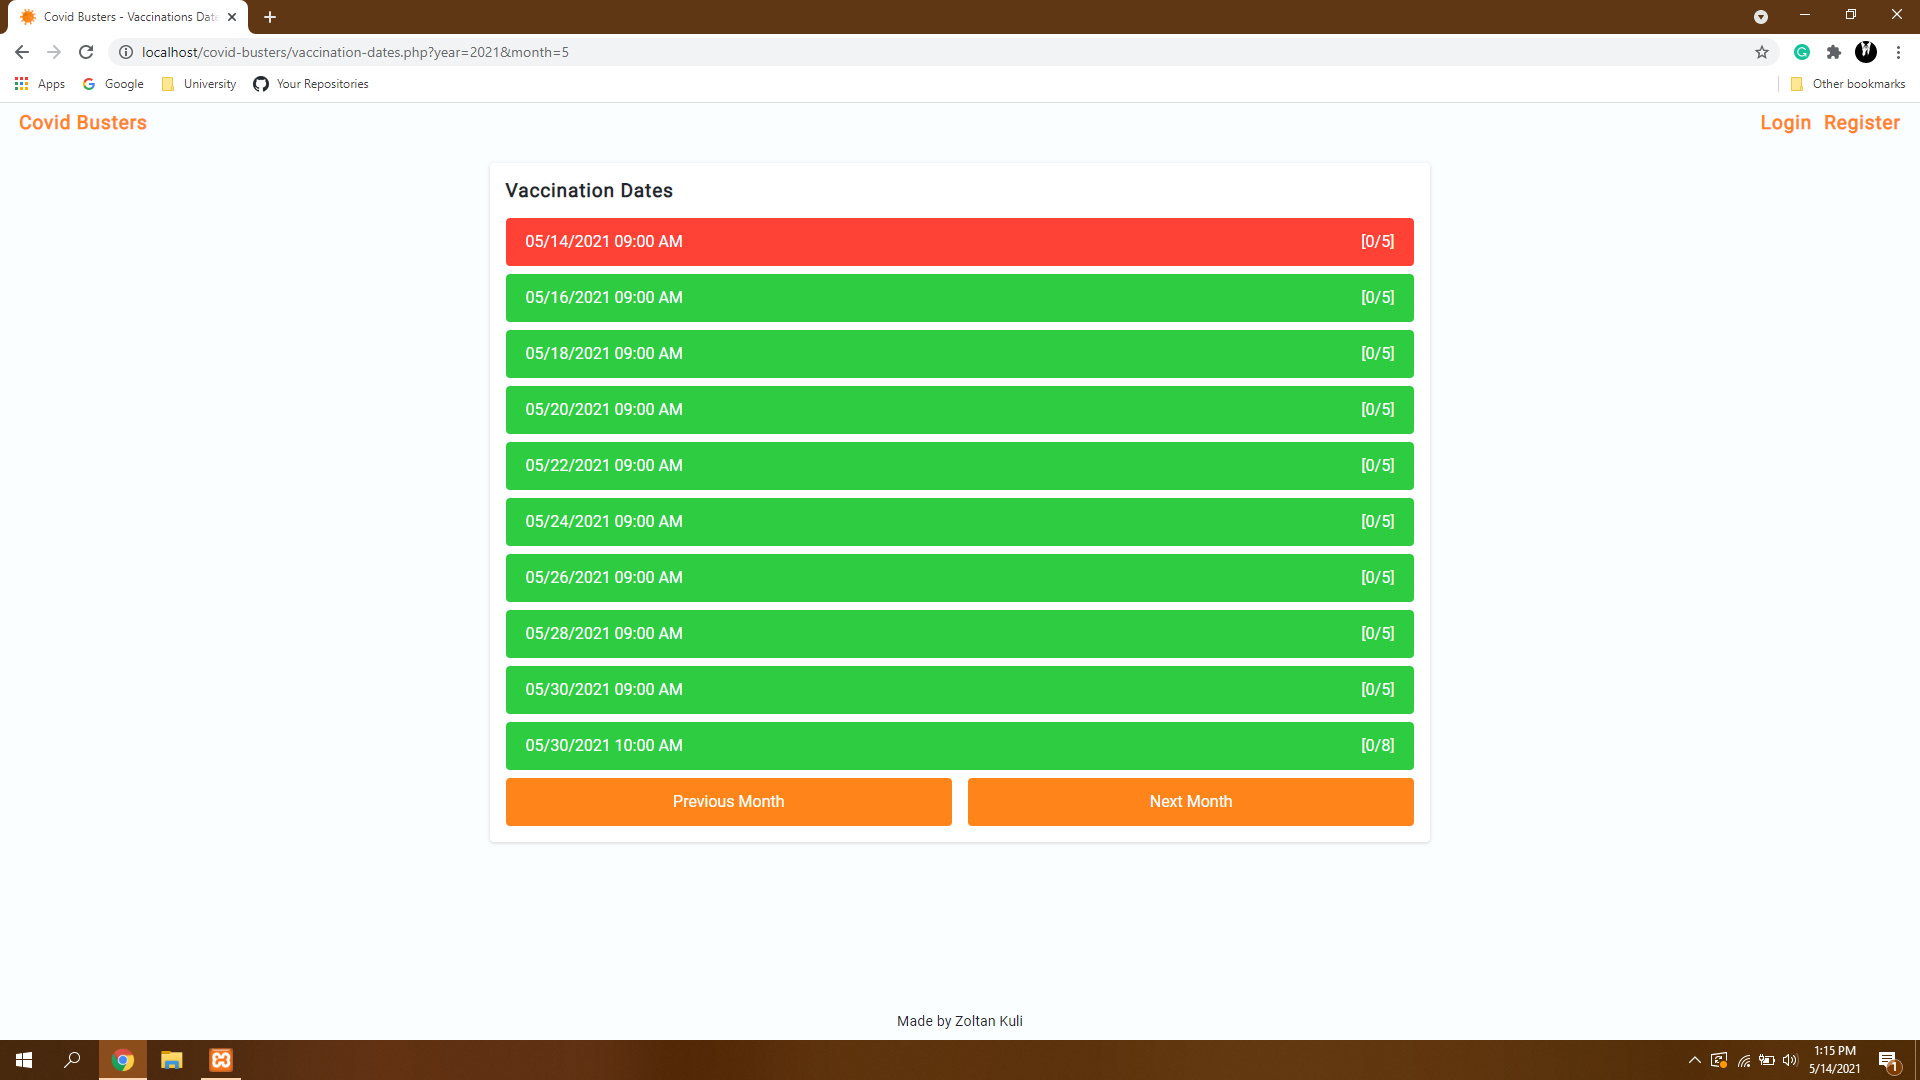 Covid Busters - Vaccinations Date
localhost/covid-busters/vaccination-dates.php?year=2021&month=5
Apps Google University Your Repositories Other bookmarks
Covid Busters Login Register
Vaccination Dates
05/14/2021 09:00 AM [0/5]
05/16/2021 09:00 AM [0/5]
05/18/2021 09:00 AM [0/5]
05/20/2021 09:00 AM [0/5]
05/22/2021 09:00 AM [0/5]
05/24/2021 09:00 AM [0/5]
05/26/2021 09:00 AM [0/5]
05/28/2021 09:00 AM [0/5]
05/30/2021 09:00 AM [0/5]
05/30/2021 10:00 AM [0/8]
Previous Month Next Month
Made by Zoltan Kuli
1:15 PM
5/14/2021
1